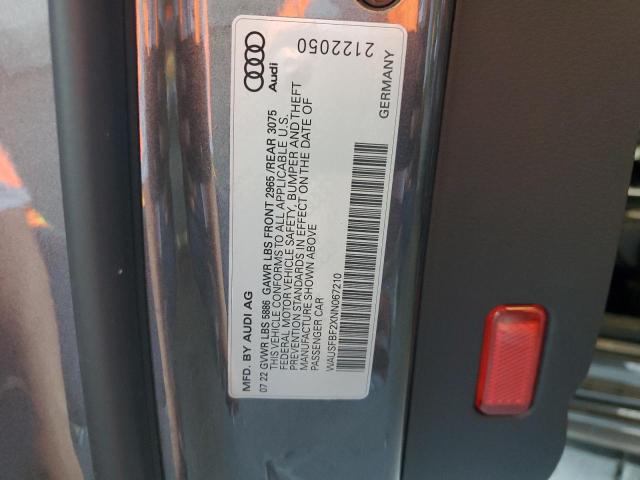 2122050
Audi
GERMANY
MFD. BY AUDI AG
07 22 GVWR LBS 5886 GAWR LBS FRONT 2965/REAR 3075
THIS VEHICLE CONFORMS TO ALL APPLICABLE U.S.
FEDERAL MOTOR VEHICLE SAFETY, BUMPER AND THEFT
PREVENTION STANDARDS IN EFFECT ON THE DATE OF
MANUFACTURE SHOWN ABOVE
PASSENGER CAR
WAUSFBF2XNN067210